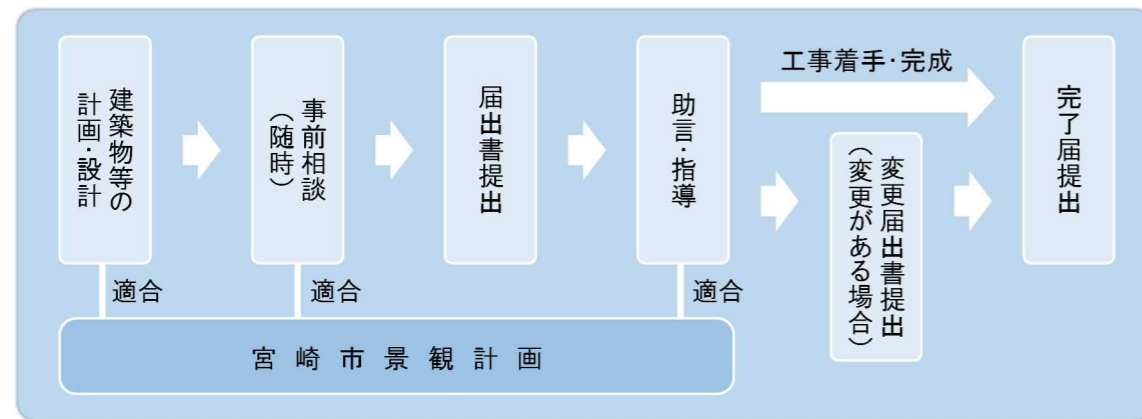 建築物等の
計画・設計
事前相談
（随時）
届出書提出
助言・指導
工事着手・完成
変更届出書提出
（変更がある場合）
完了届提出
適合
適合
適合
宮崎市景観計画